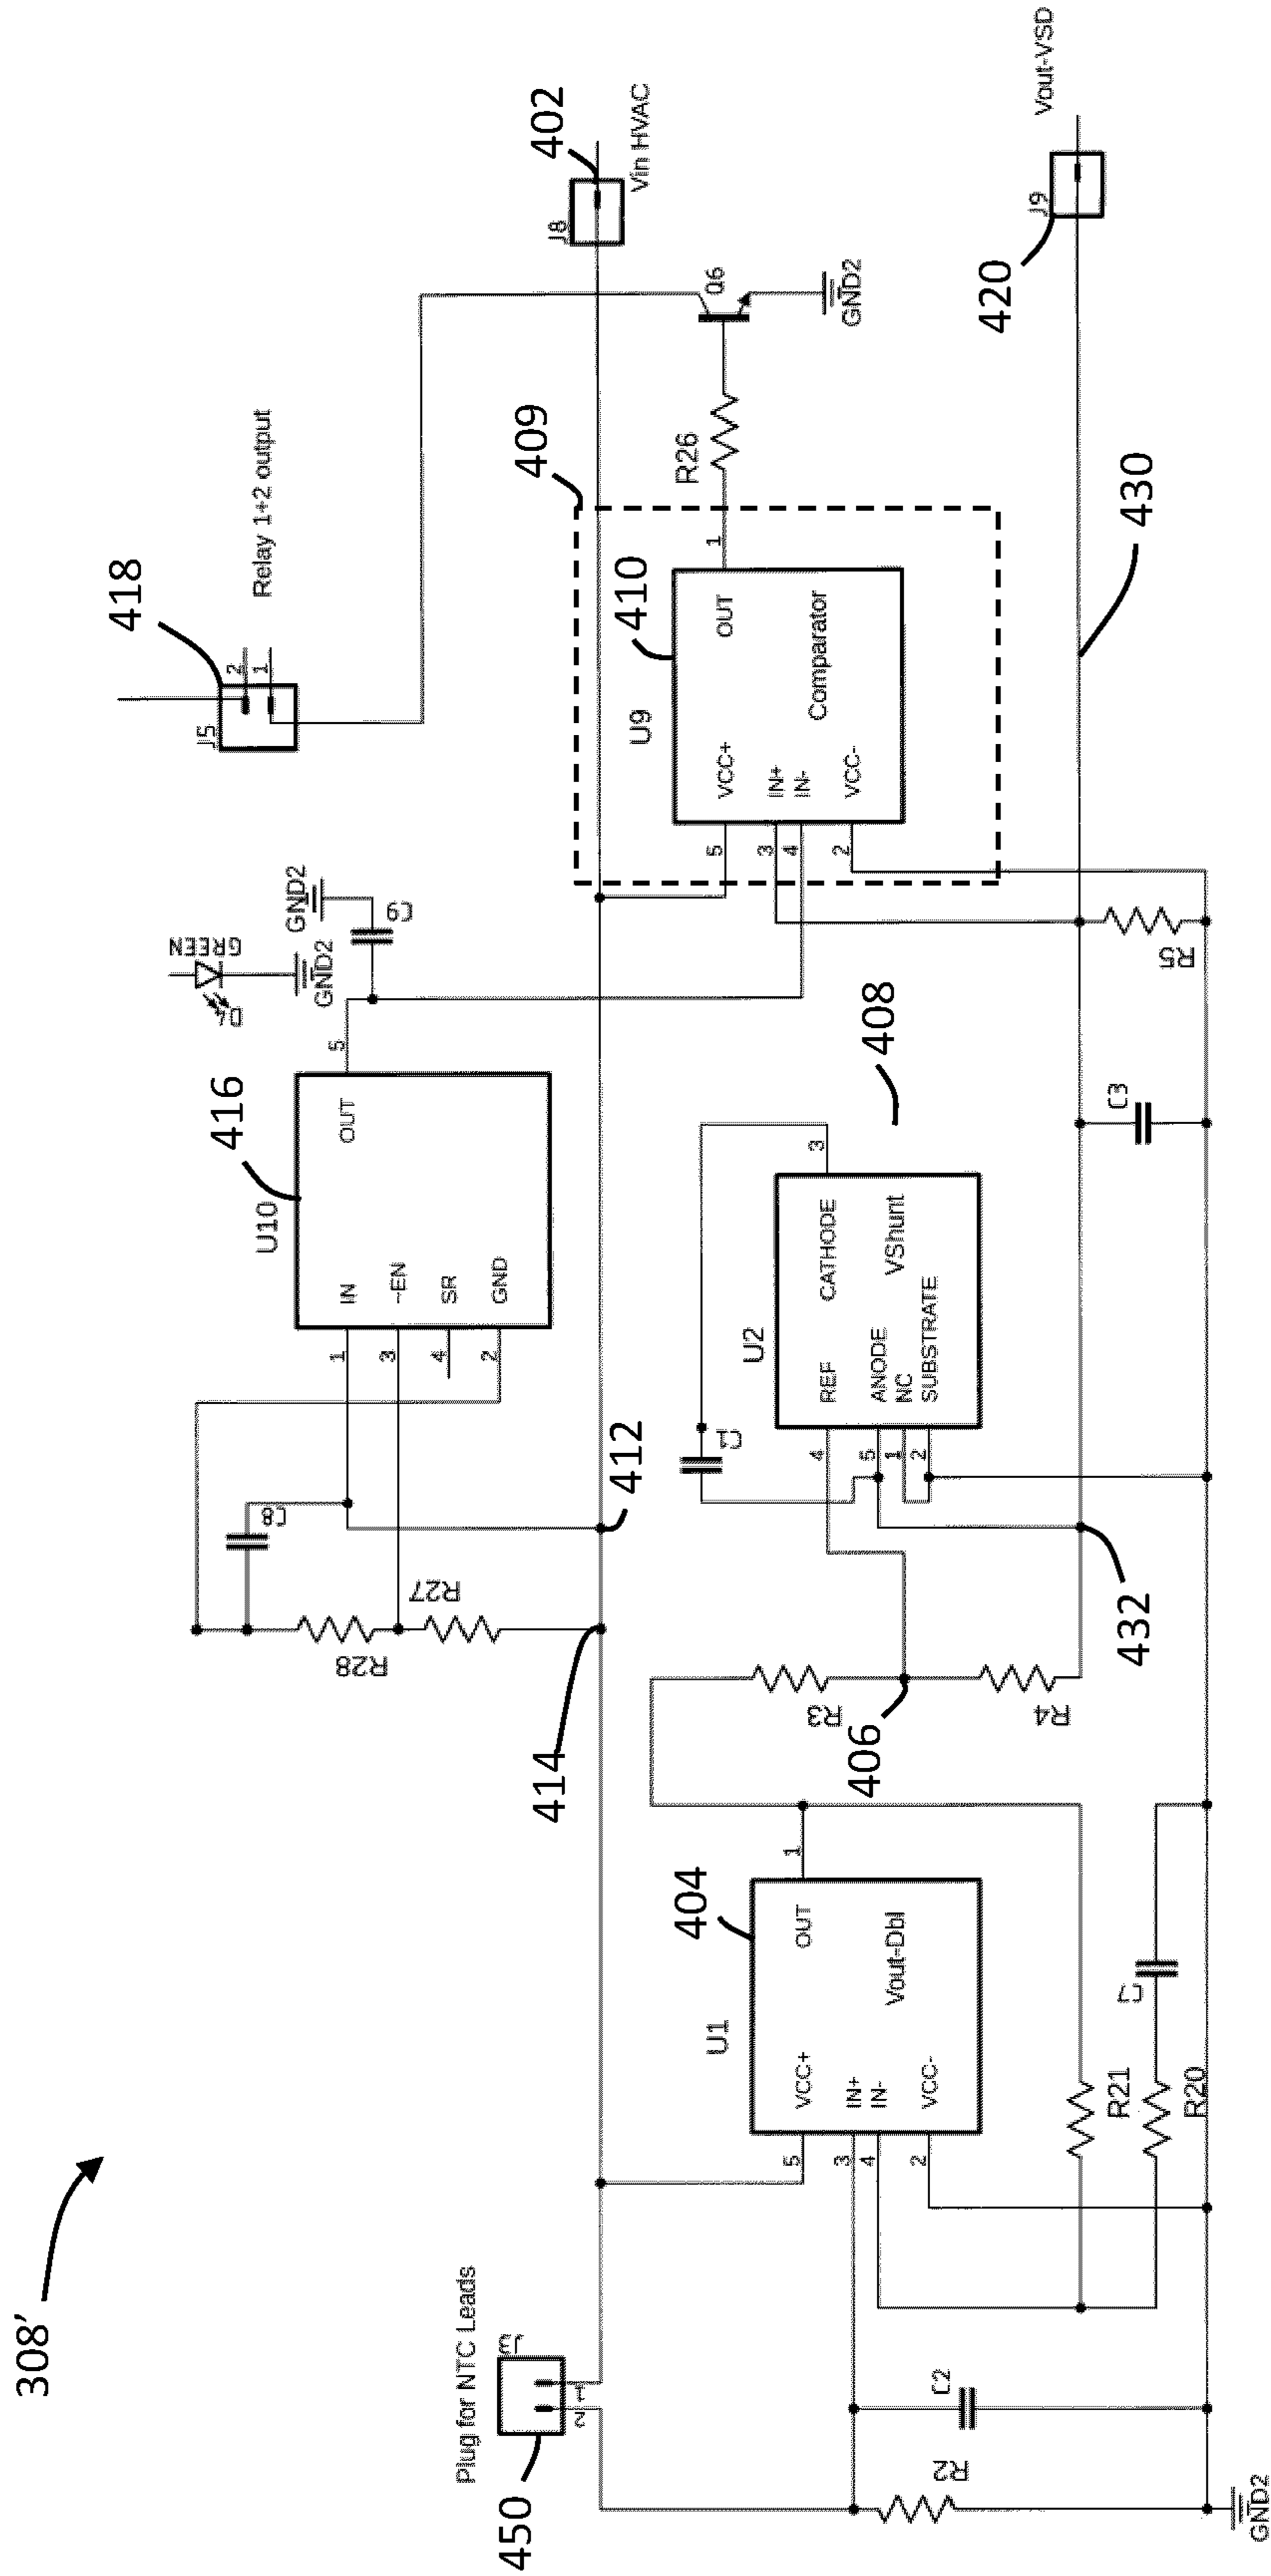 308'
Plug for NTC Leads
J3
1
2
450
R2
C2
GND2
U1
404
VCC+
IN+
IN-
VCC-
OUT
Vout-Dbl
5
3
4
2
1
R21
R20
C7
414
R28
R27
C8
412
U10
416
IN
~EN
SR
GND
OUT
1
3
4
2
5
D4
GREEN
GND2
GND2
C9
R3
406
R4
432
C1
U2
408
REF
ANODE
NC
SUBSTRATE
CATHODE
VShunt
4
5
1
2
3
C3
R5
418
J5
2
1
Relay 1+2 output
409
U9
410
VCC+
IN+
IN-
VCC-
OUT
Comparator
5
3
4
2
1
R26
Q6
GND2
J8
402
Vin HVAC
430
420
J9
Vout-VSD